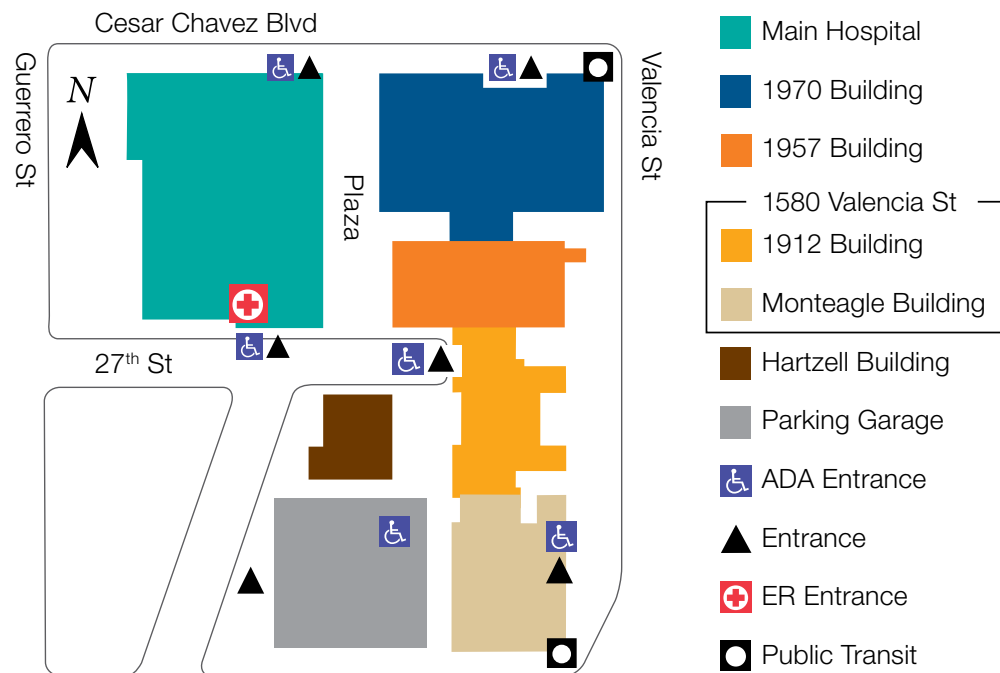 Cesar Chavez Blvd
Guerrero St
N
Plaza
Valencia St
27th St
Main Hospital
1970 Building
1957 Building
1580 Valencia St
1912 Building
Monteagle Building
Hartzell Building
Parking Garage
ADA Entrance
Entrance
ER Entrance
Public Transit